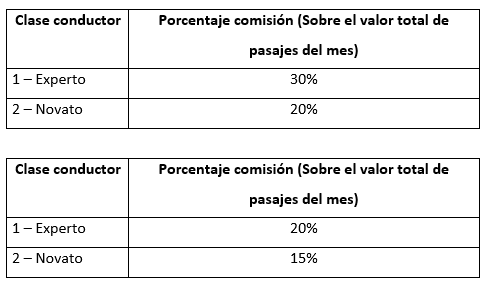 Clase conductor Porcentaje comisión (Sobre el valor total de
pasajes del mes)
1 – Experto 30%
2 – Novato 20%
Clase conductor Porcentaje comisión (Sobre el valor total de
pasajes del mes)
1 – Experto 20%
2 – Novato 15%